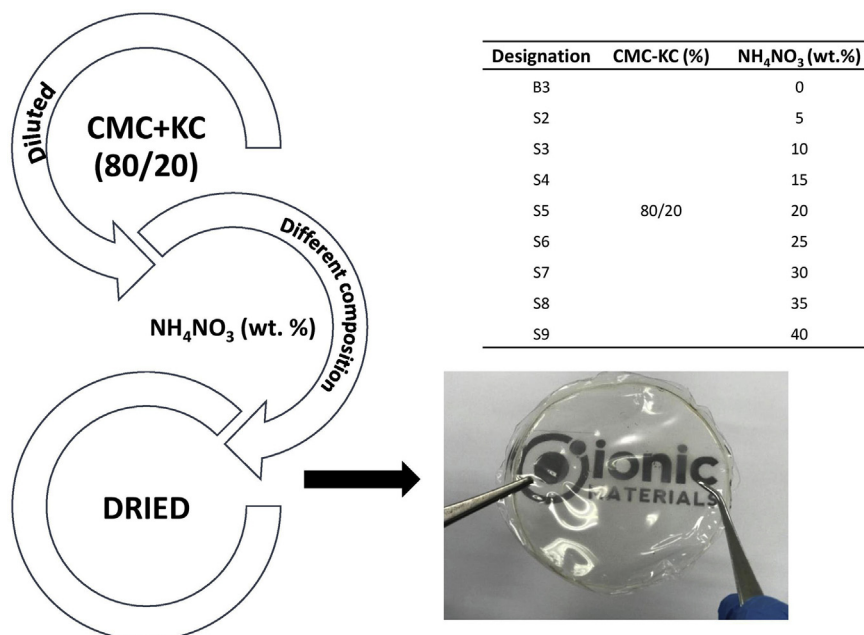 Diluted
CMC+KC
(80/20)
Different composition
NH₄NO₃ (wt. %)
DRIED
Designation CMC-KC (%) NH₄NO₃ (wt.%)
B3 0
S2 5
S3 10
S4 15
S5 80/20 20
S6 25
S7 30
S8 35
S9 40
ionic
MATERIALS